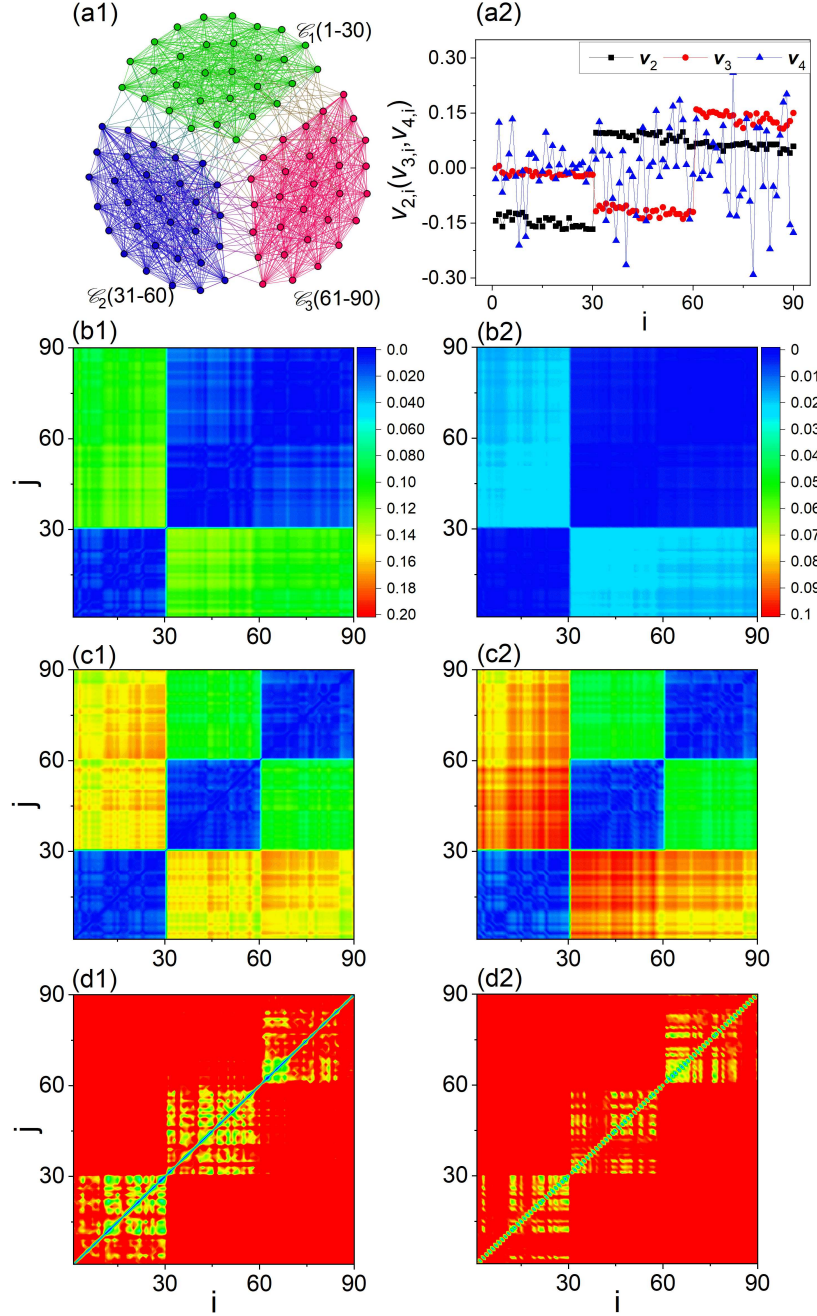 (a1)
𝒞1(1-30)
𝒞2(31-60)
𝒞3(61-90)
(a2)
v2 v3 v4
0.30
0.15
0.00
-0.15
-0.30
v2,i(v3,i,v4,i)
0 30 60 90
i
(b1)
90
60
30
j
30 60 90
0.0
0.020
0.040
0.060
0.080
0.10
0.12
0.14
0.16
0.18
0.20
(b2)
90
60
30
30 60 90
0
0.01
0.02
0.03
0.04
0.05
0.06
0.07
0.08
0.09
0.1
(c1)
90
60
30
j
30 60 90
(c2)
90
60
30
30 60 90
(d1)
90
60
30
j
30 60 90
i
(d2)
90
60
30
30 60 90
i